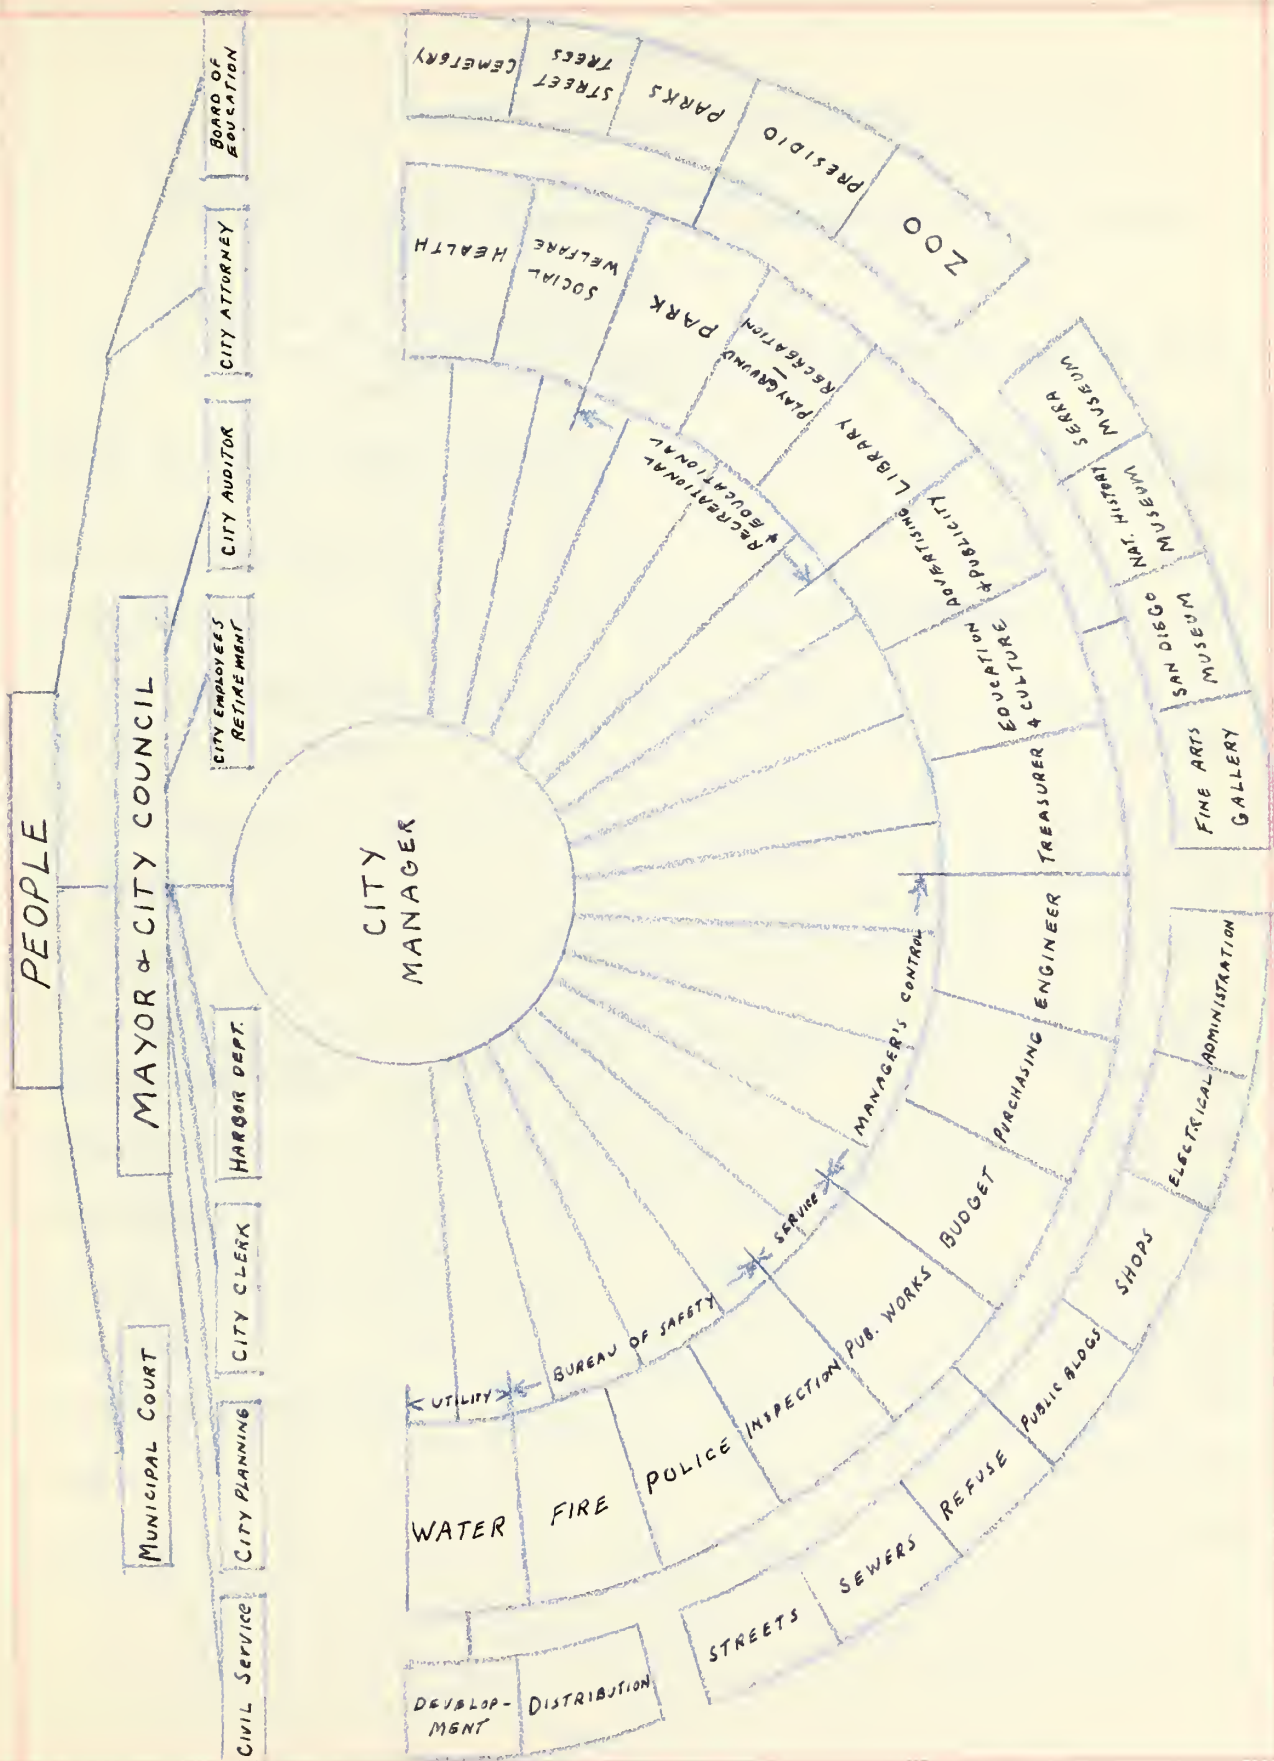 PEOPLE
MAYOR & CITY COUNCIL
MUNICIPAL COURT
CIVIL SERVICE
CITY PLANNING
CITY CLERK
HARBOR DEPT.
CITY EMPLOYEES
RETIREMENT
CITY AUDITOR
CITY ATTORNEY
BOARD OF
EDUCATION
CITY
MANAGER
UTILITY
BUREAU OF SAFETY
SERVICE
MANAGER'S CONTROL
RECREATIONAL
& EDUCATIONAL
WATER
FIRE
POLICE
INSPECTION
PUB. WORKS
BUDGET
PURCHASING
ENGINEER
TREASURER
EDUCATION
& CULTURE
ADVERTISING
& PUBLICITY
LIBRARY
PLAYGROUND
RECREATION
PARK
SOCIAL
WELFARE
HEALTH
DEVELOP-
MENT
DISTRIBUTION
STREETS
SEWERS
REFUSE
PUBLIC BLDGS
SHOPS
ELECTRICAL
ADMINISTRATION
FINE ARTS
GALLERY
SAN DIEGO
MUSEUM
NAT. HISTORY
MUSEUM
SERRA
MUSEUM
ZOO
PRESIDIO
PARKS
STREET
TREES
CEMETERY